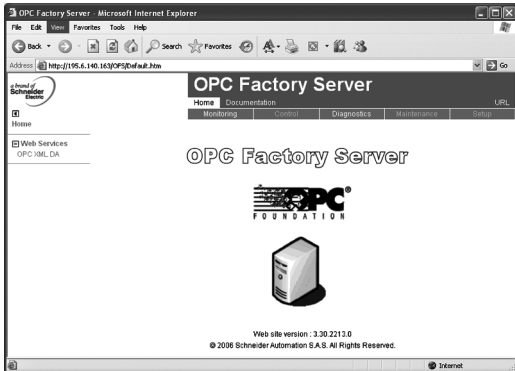 OPC Factory Server - Microsoft Internet Explorer
File Edit View Favorites Tools Help
Back Search Favorites
Address http://195.6.140.163/OFS/Default.htm Go
a brand of
Schneider
Electric
OPC Factory Server
Home Documentation URL
Monitoring Control Diagnostics Maintenance Setup
Home
Web Services
OPC XML DA
OPC Factory Server
OPC®
FOUNDATION
Web site version : 3.30.2213.0
© 2006 Schneider Automation S.A.S. All Rights Reserved.
Internet